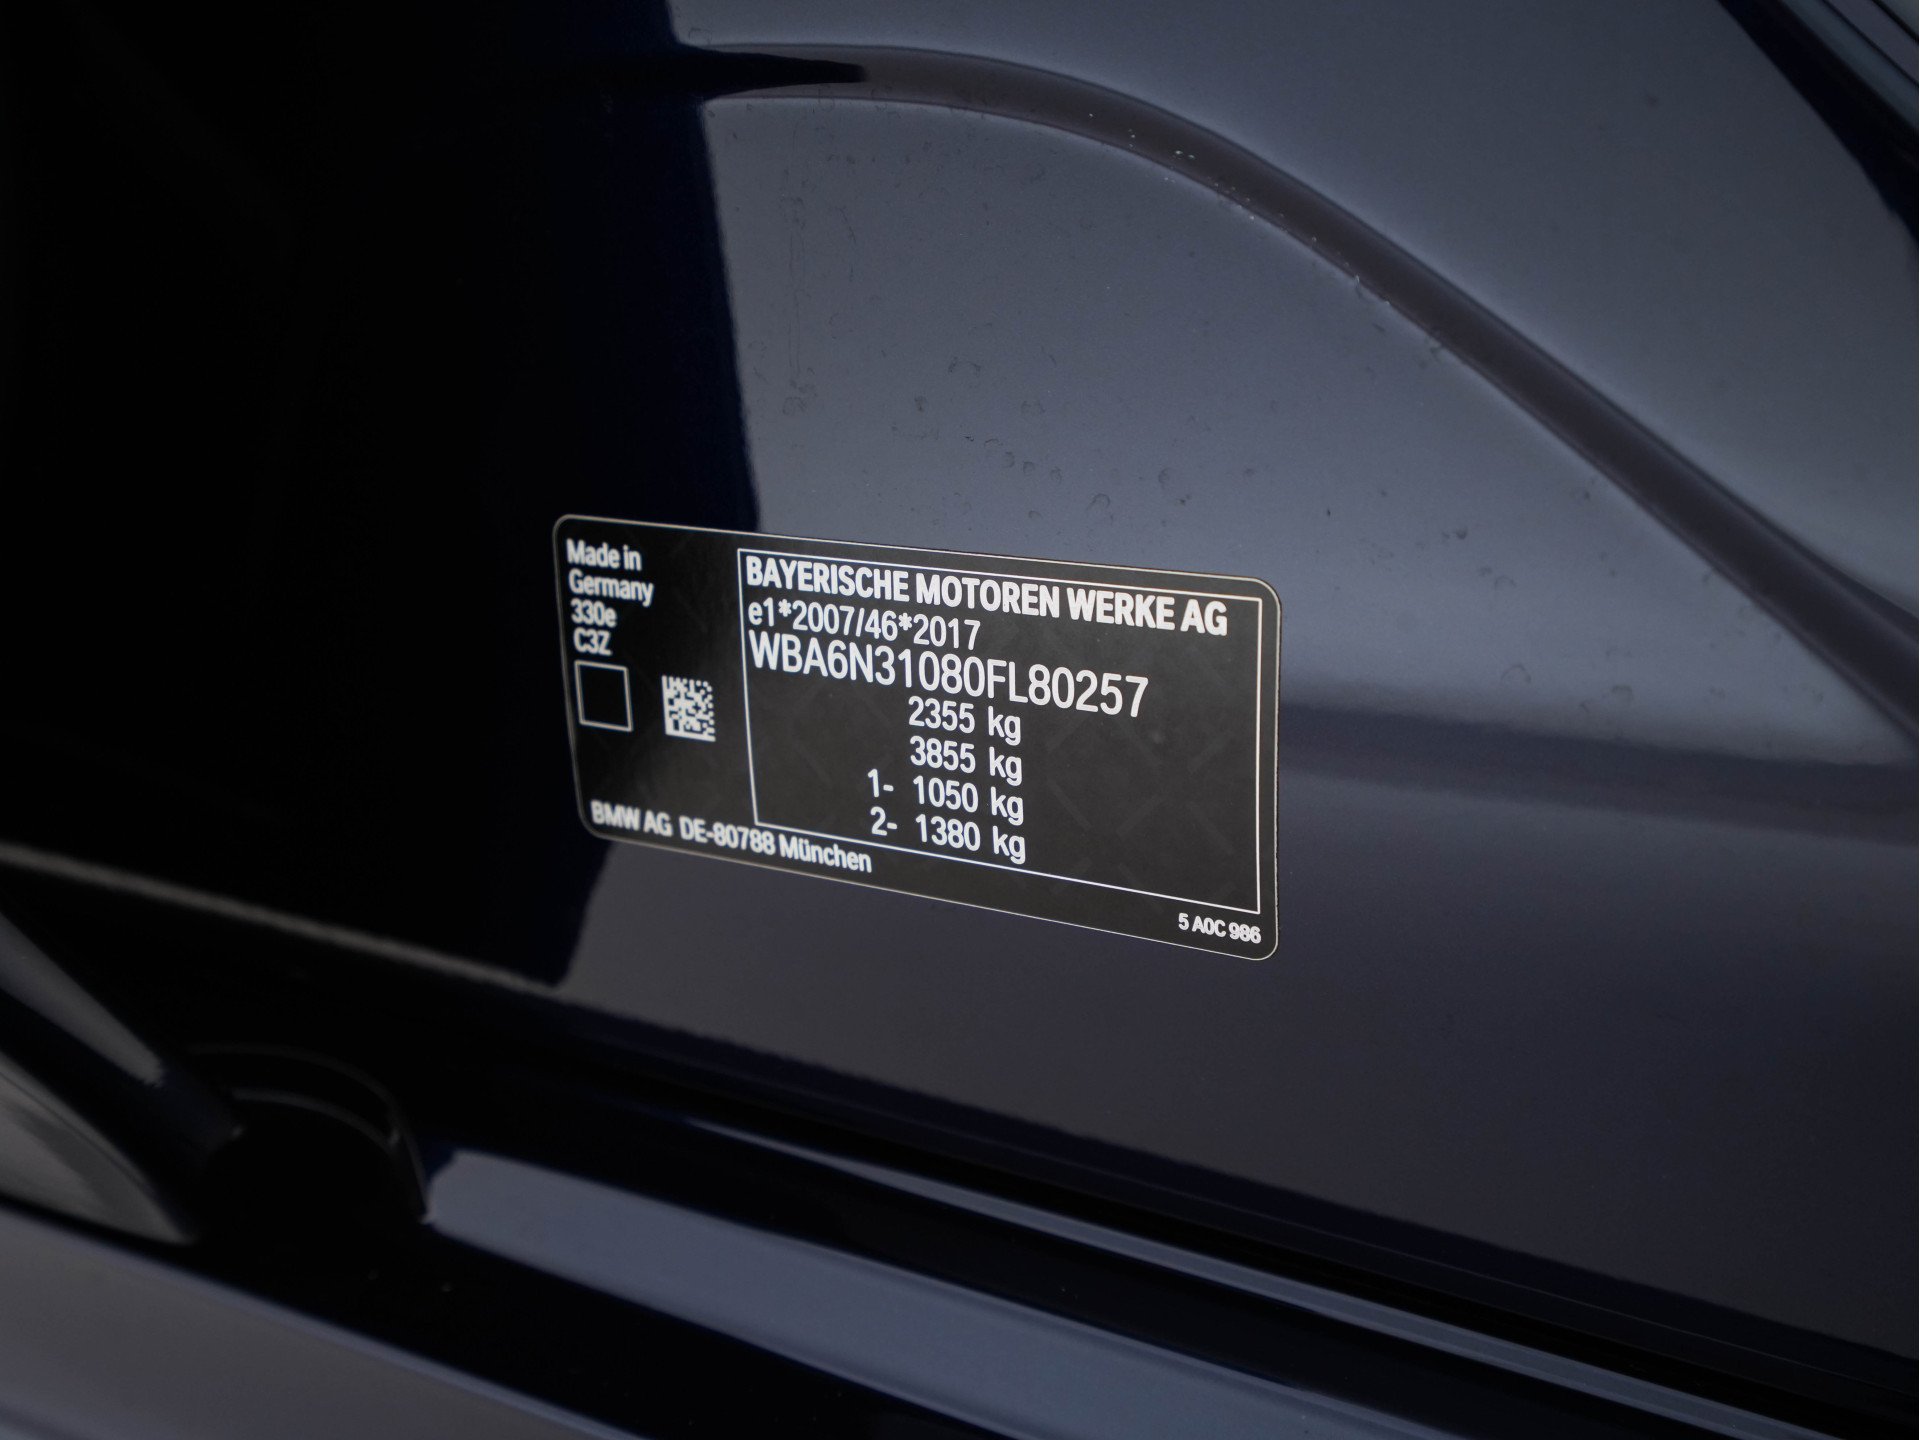 Made in
Germany
330e
C3Z
BAYERISCHE MOTOREN WERKE AG
e1*2007/46*2017
WBA6N31080FL80257
2355 kg
3855 kg
1- 1050 kg
2- 1380 kg
BMW AG DE-80788 München
5 A0C 986